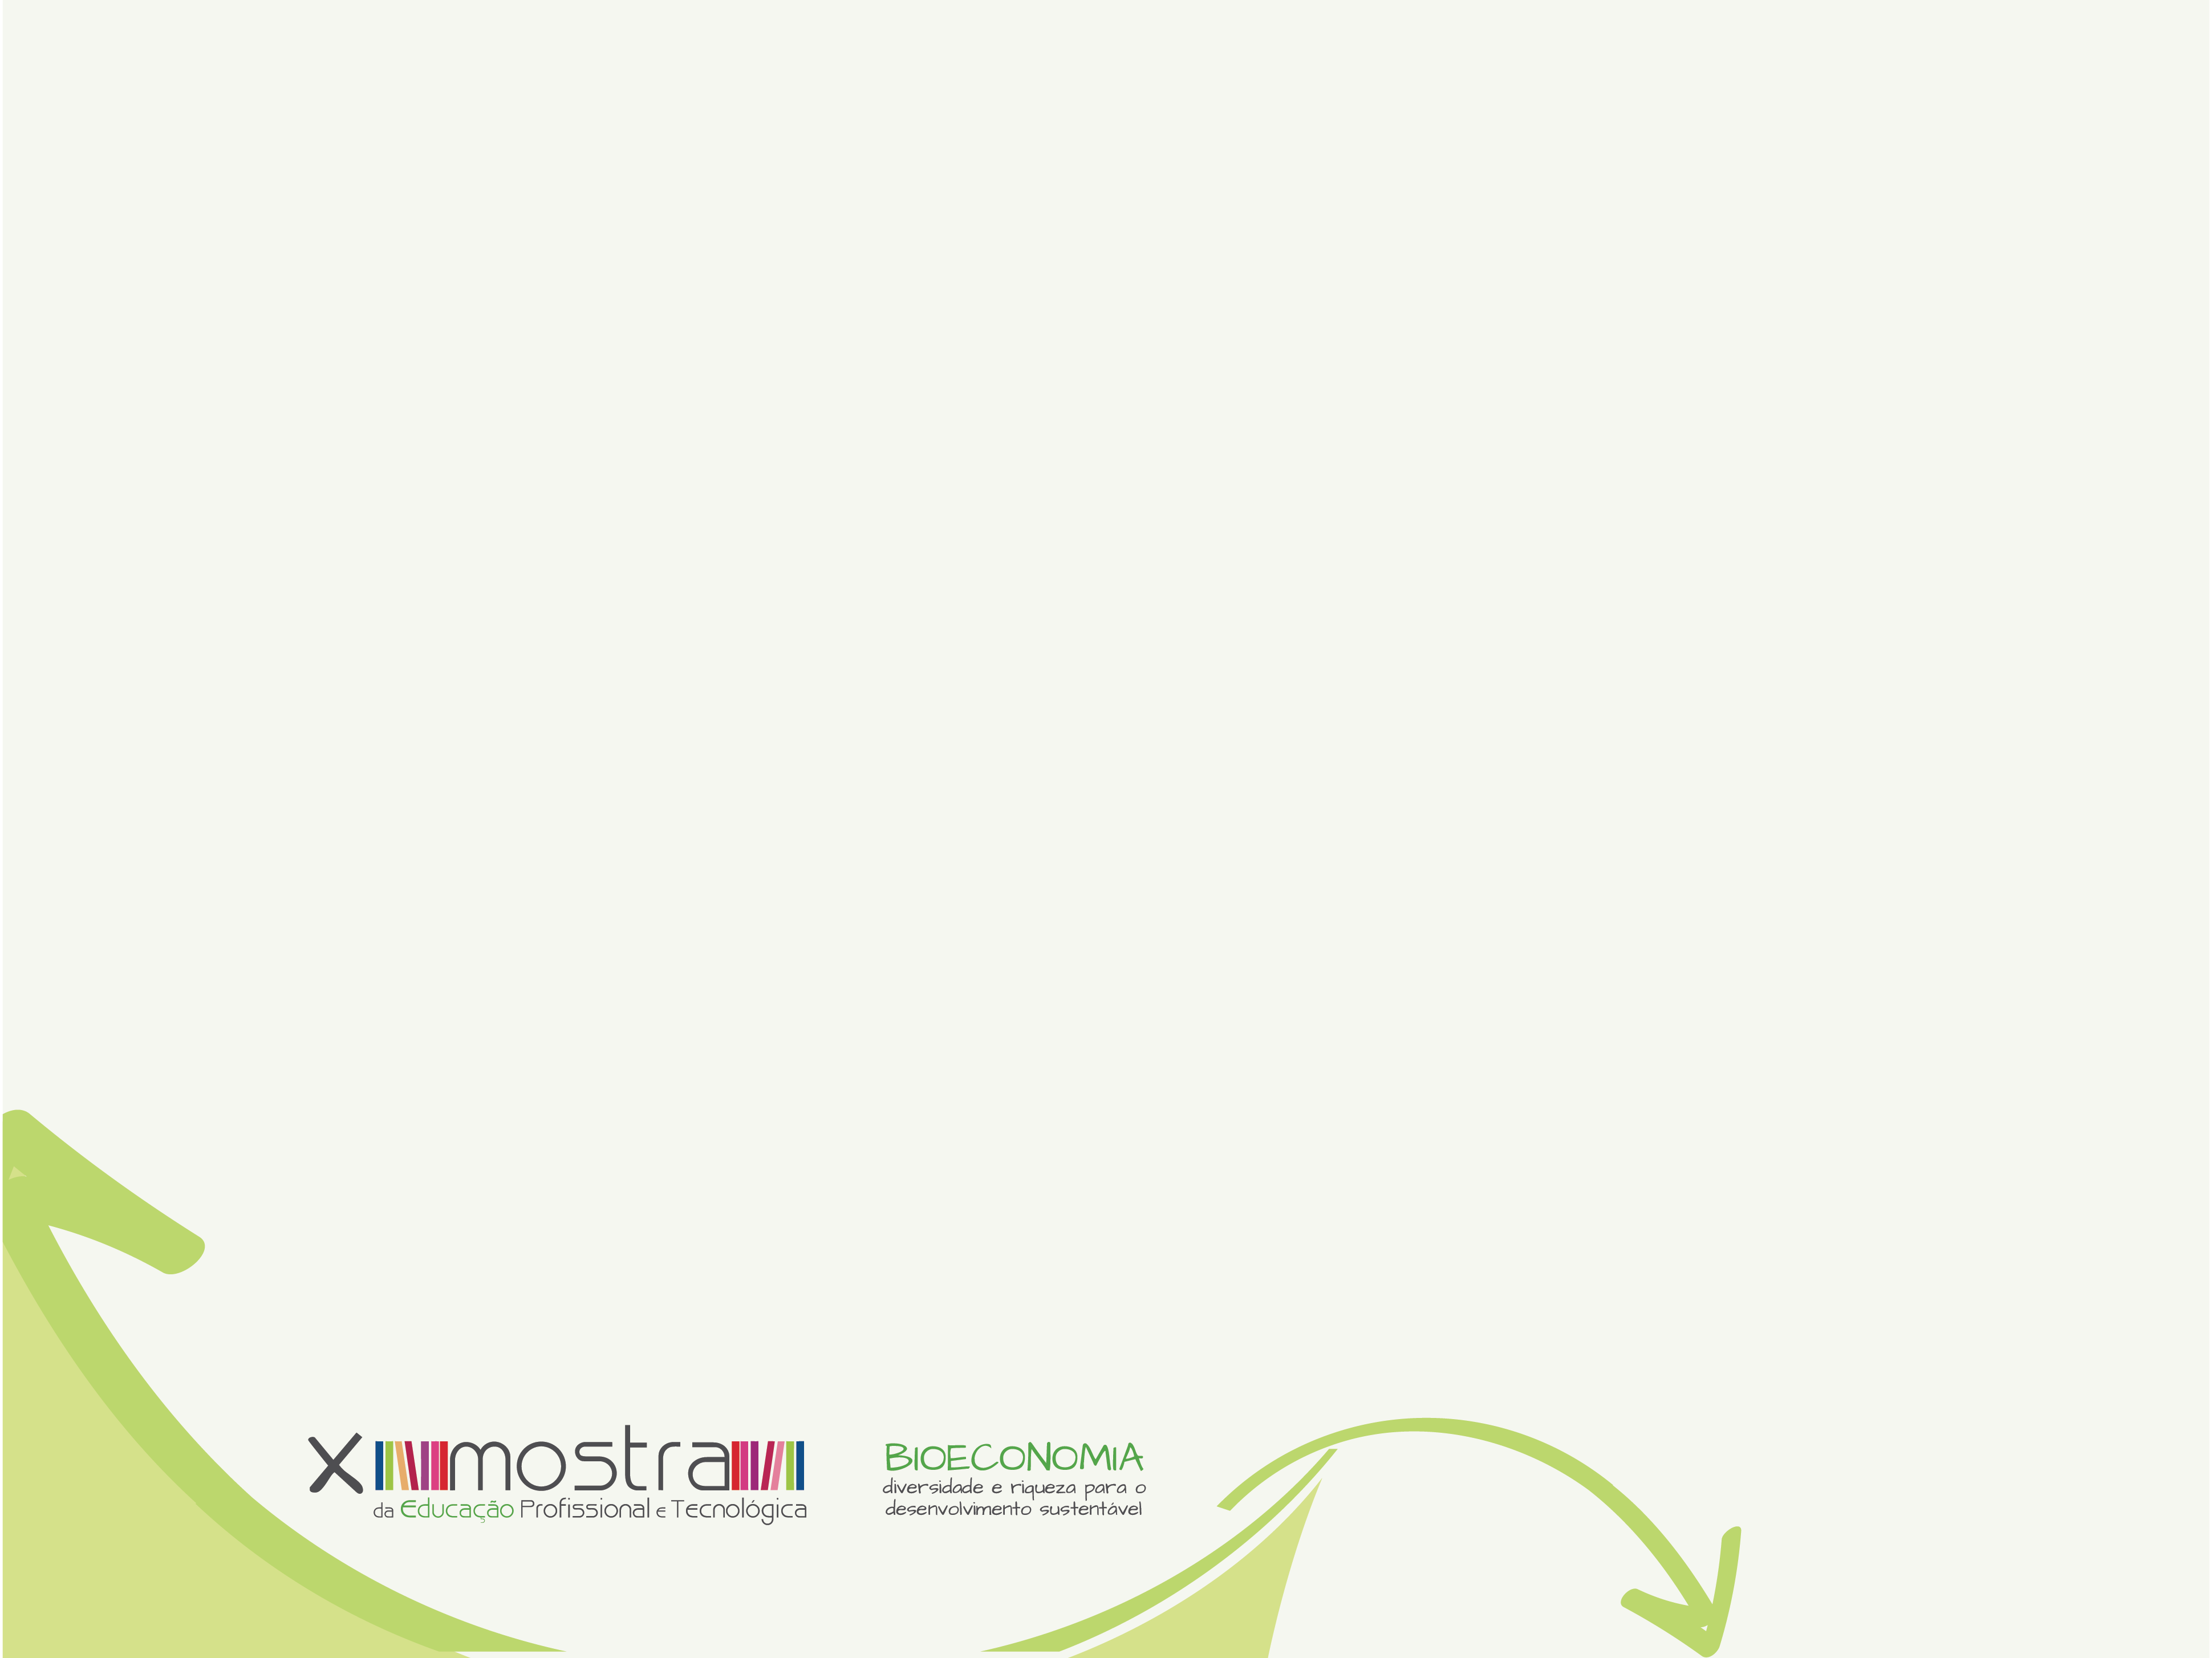 X mostra
da Educação Profissional e Tecnológica
BIOECONOMIA
diversidade e riqueza para o
desenvolvimento sustentável